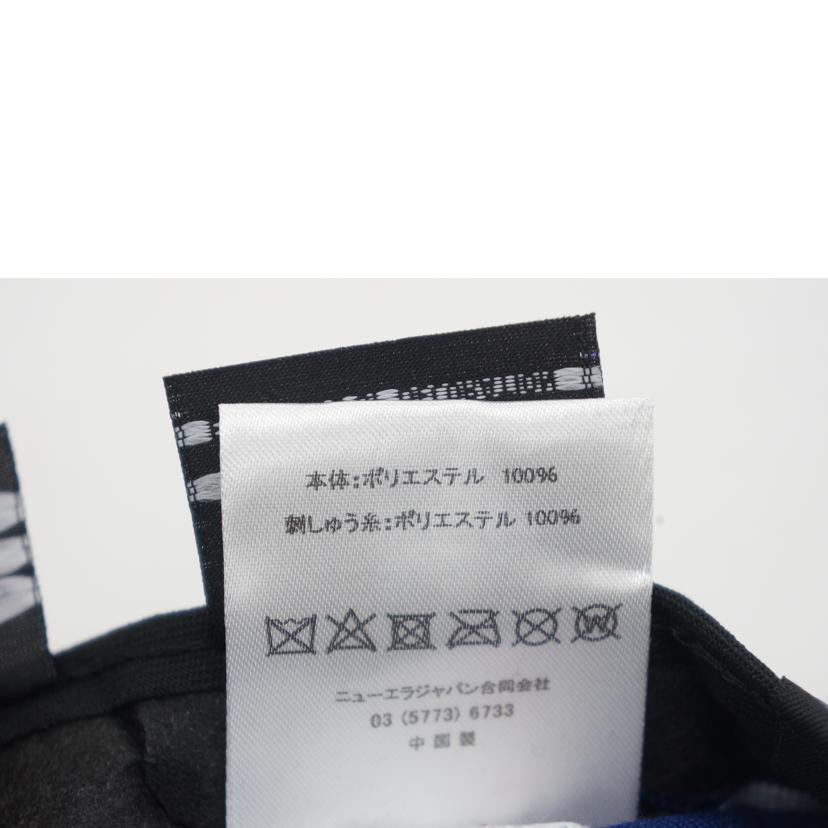 本体:ポリエステル 100%
刺しゅう糸:ポリエステル 100%
W
ニューエラジャパン合同会社
03 (5773) 6733
中国製